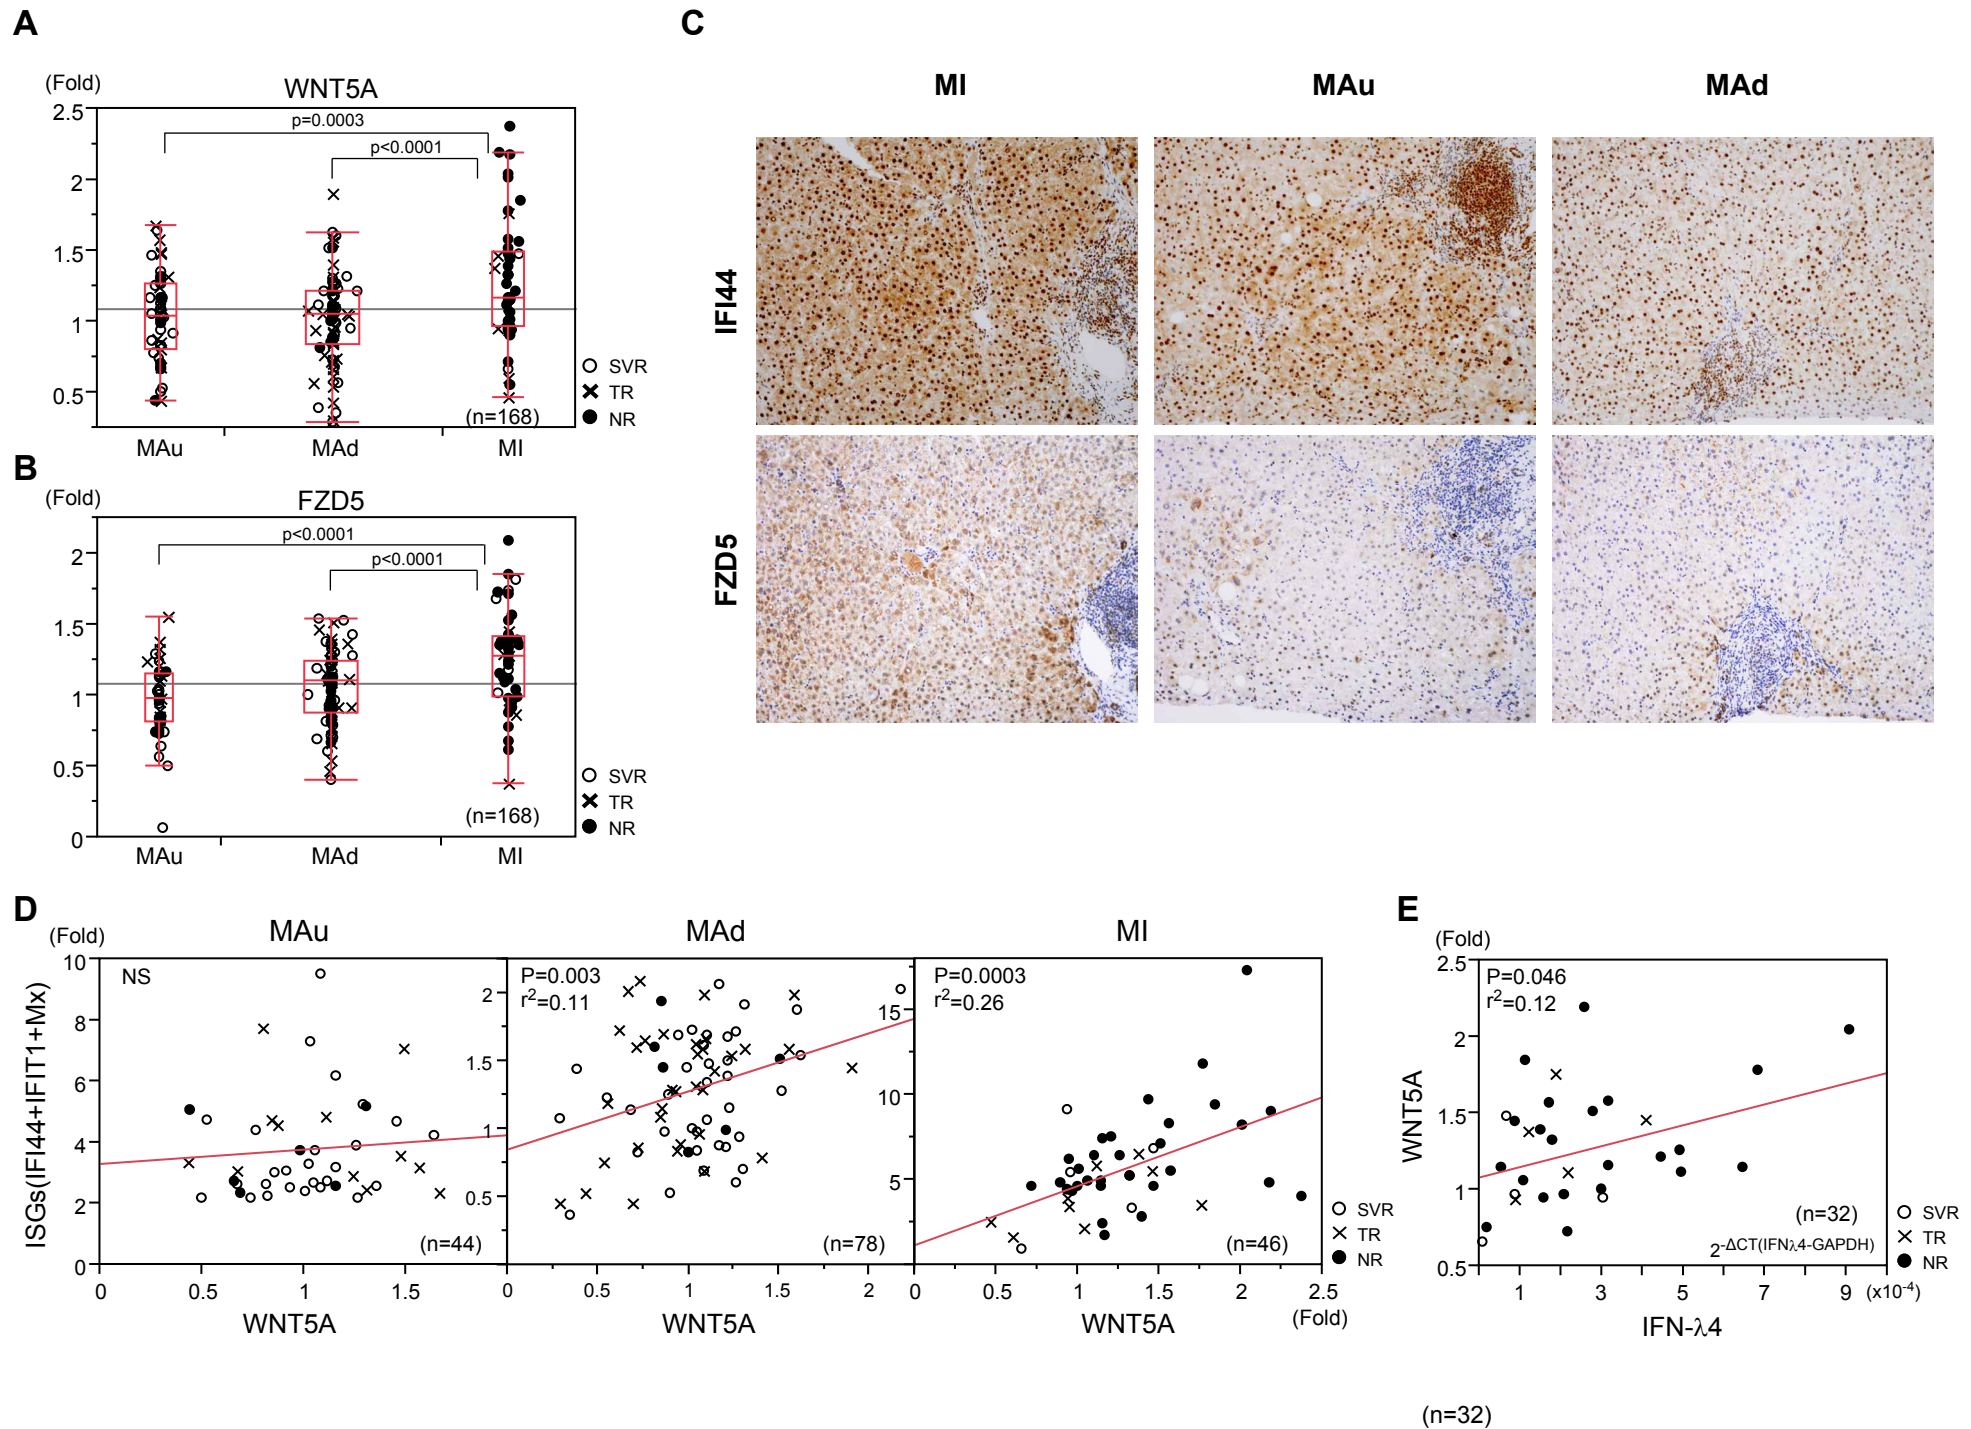 A
(Fold)
WNT5A
2.5
2
1.5
1
0.5
p=0.0003
p<0.0001
(n=168)
SVR
TR
NR
MAu MAd MI
B
(Fold)
FZD5
2
1.5
1
0.5
0
p<0.0001
p<0.0001
(n=168)
SVR
TR
NR
MAu MAd MI
C
MI MAu MAd
IFI44
FZD5
D
(Fold)
ISGs(IFI44+IFIT1+Mx)
MAu
NS
10
8
6
4
2
0
(n=44)
0 0.5 1 1.5
WNT5A
MAd
P=0.003
r²=0.11
2
1.5
1
0.5
(n=78)
0 0.5 1 1.5 2
WNT5A
MI
P=0.0003
r²=0.26
15
10
5
(n=46)
0 0.5 1 1.5 2 2.5
WNT5A
(Fold)
SVR
TR
NR
E
(Fold)
WNT5A
2.5
2
1.5
1
0.5
P=0.046
r²=0.12
(n=32)
2-ΔCT(IFNλ4-GAPDH)
1 3 5 7 9 (x10⁻⁴)
IFN-λ4
SVR
TR
NR
(n=32)